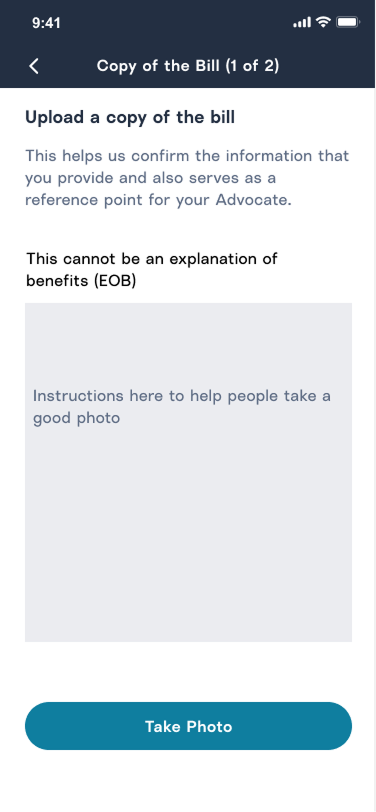 9:41
Copy of the Bill (1 of 2)
Upload a copy of the bill
This helps us confirm the information that
you provide and also serves as a
reference point for your Advocate.
This cannot be an explanation of
benefits (EOB)
Instructions here to help people take a
good photo
Take Photo